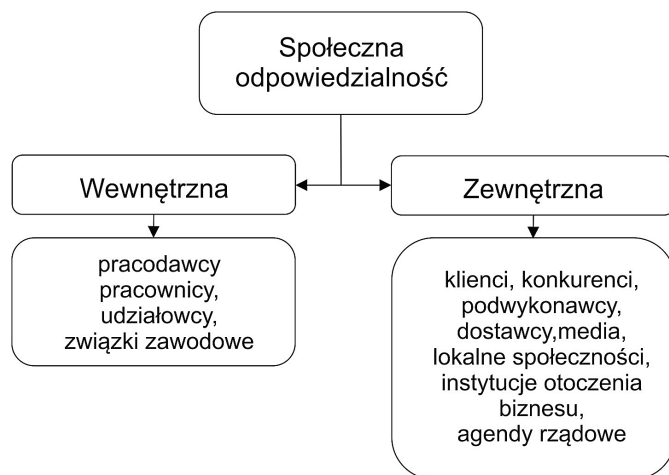 Społeczna
odpowiedzialność
Wewnętrzna
Zewnętrzna
pracodawcy
pracownicy,
udziałowcy,
związki zawodowe
klienci, konkurenci,
podwykonawcy,
dostawcy,media,
lokalne społeczności,
instytucje otoczenia
biznesu,
agendy rządowe